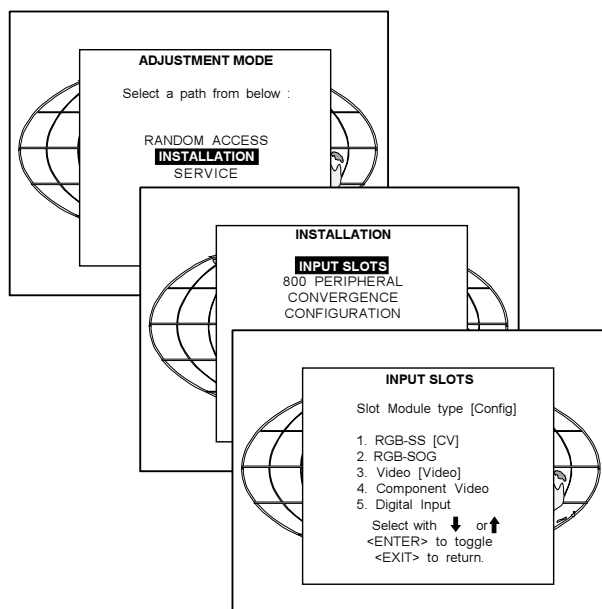 ADJUSTMENT MODE
Select a path from below :
RANDOM ACCESS
INSTALLATION
SERVICE
INSTALLATION
INPUT SLOTS
800 PERIPHERAL
CONVERGENCE
CONFIGURATION
INPUT SLOTS
Slot Module type [Config]
1. RGB-SS [CV]
2. RGB-SOG
3. Video [Video]
4. Component Video
5. Digital Input
Select with ↓ or ↑
<ENTER> to toggle
<EXIT> to return.